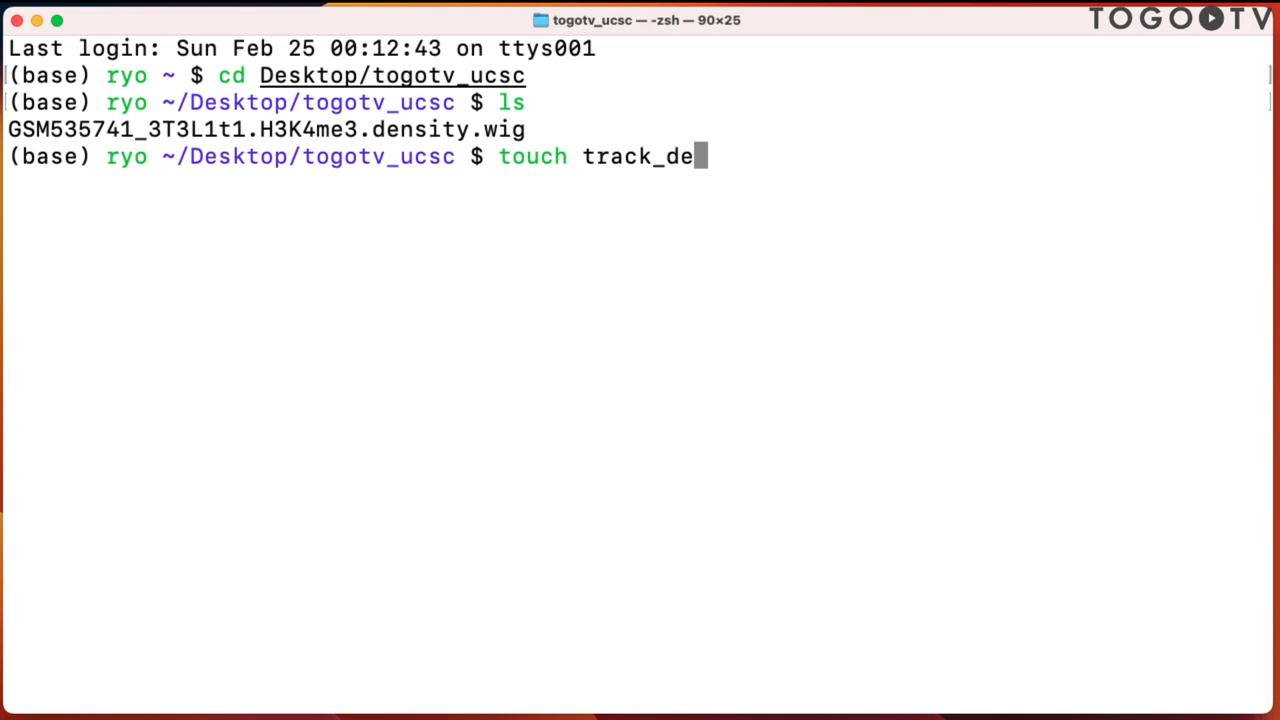 togotv_ucsc — -zsh — 90×25
TOGOTV
Last login: Sun Feb 25 00:12:43 on ttys001
(base) ryo ~ $ cd Desktop/togotv_ucsc
(base) ryo ~/Desktop/togotv_ucsc $ ls
GSM535741_3T3L1t1.H3K4me3.density.wig
(base) ryo ~/Desktop/togotv_ucsc $ touch track_de